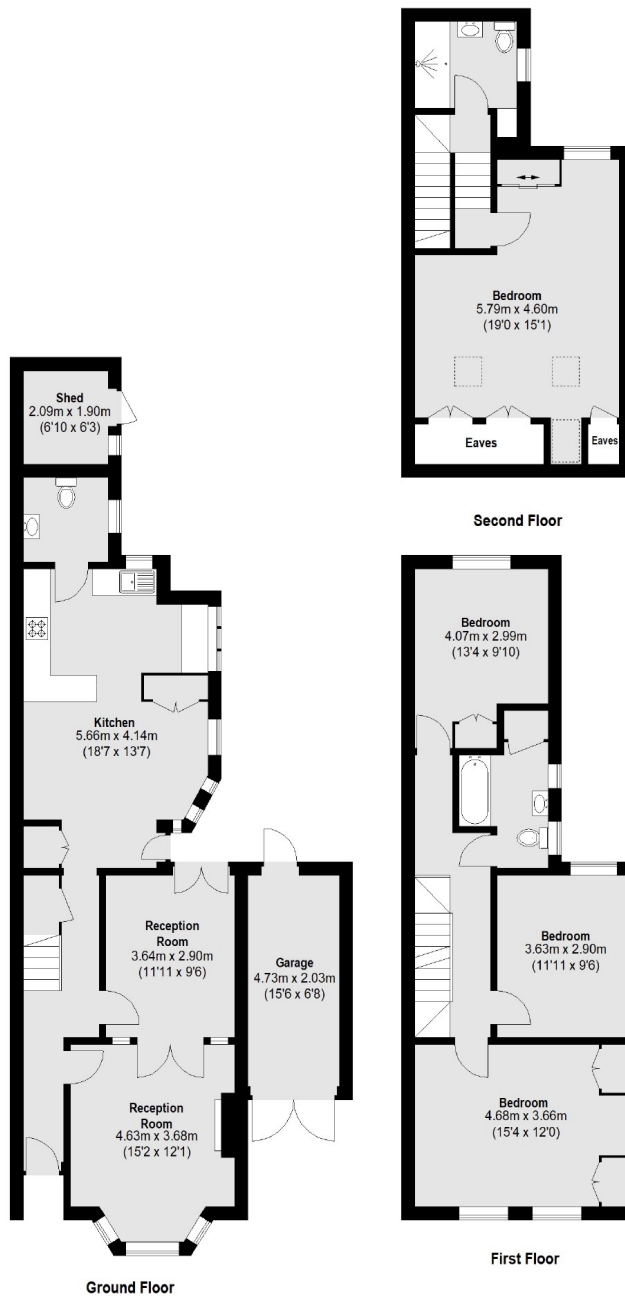 Bedroom
5.79m x 4.60m
(19'0 x 15'1)
Eaves
Eaves
Second Floor
Shed
2.09m x 1.90m
(6'10 x 6'3)
Kitchen
5.66m x 4.14m
(18'7 x 13'7)
Reception
Room
3.64m x 2.90m
(11'11 x 9'6)
Garage
4.73m x 2.03m
(15'6 x 6'8)
Reception
Room
4.63m x 3.68m
(15'2 x 12'1)
Ground Floor
Bedroom
4.07m x 2.99m
(13'4 x 9'10)
Bedroom
3.63m x 2.90m
(11'11 x 9'6)
Bedroom
4.68m x 3.66m
(15'4 x 12'0)
First Floor